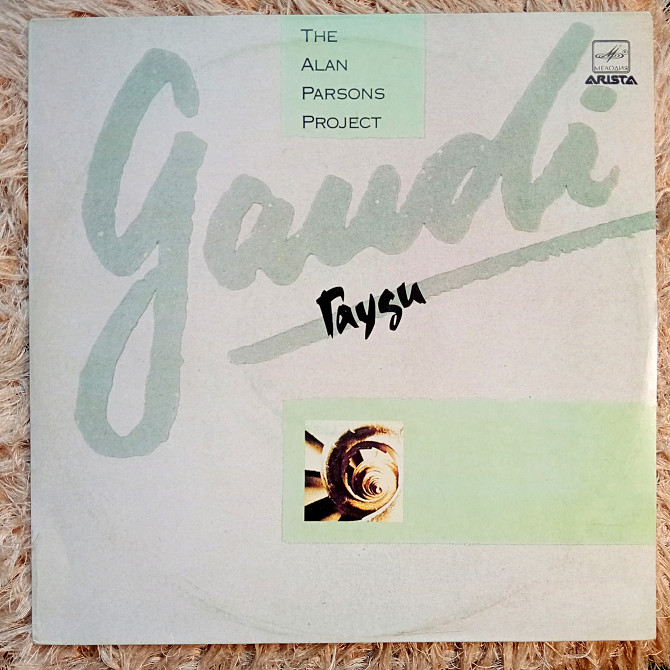 THE
ALAN
PARSONS
PROJECT
МЕЛОДИЯ
ARISTA
gaudi
Гауди